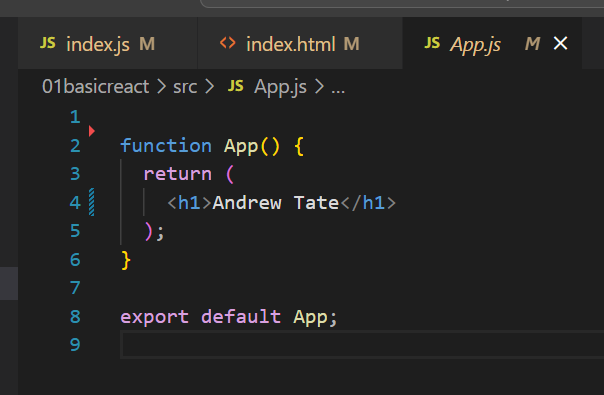 JS index.js M <> index.html M JS App.js M ×
01basicreact > src > JS App.js > ...
1
2 function App() {
3   return (
4     <h1>Andrew Tate</h1>
5   );
6 }
7
8 export default App;
9